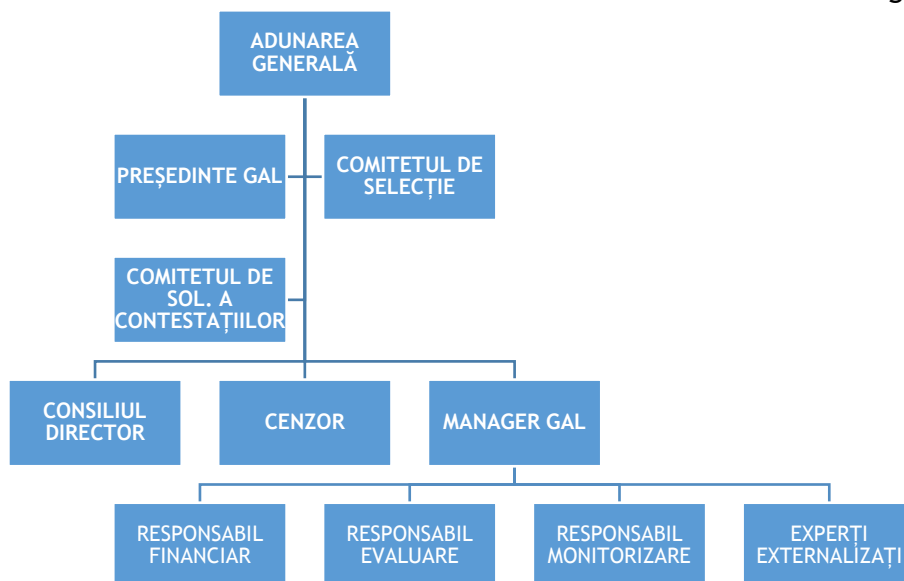 ADUNAREA
GENERALĂ
PREȘEDINTE GAL
COMITETUL DE
SELECȚIE
COMITETUL DE
SOL. A
CONTESTAȚIILOR
CONSILIUL
DIRECTOR
CENZOR
MANAGER GAL
RESPONSABIL
FINANCIAR
RESPONSABIL
EVALUARE
RESPONSABIL
MONITORIZARE
EXPERȚI
EXTERNALIZAȚI